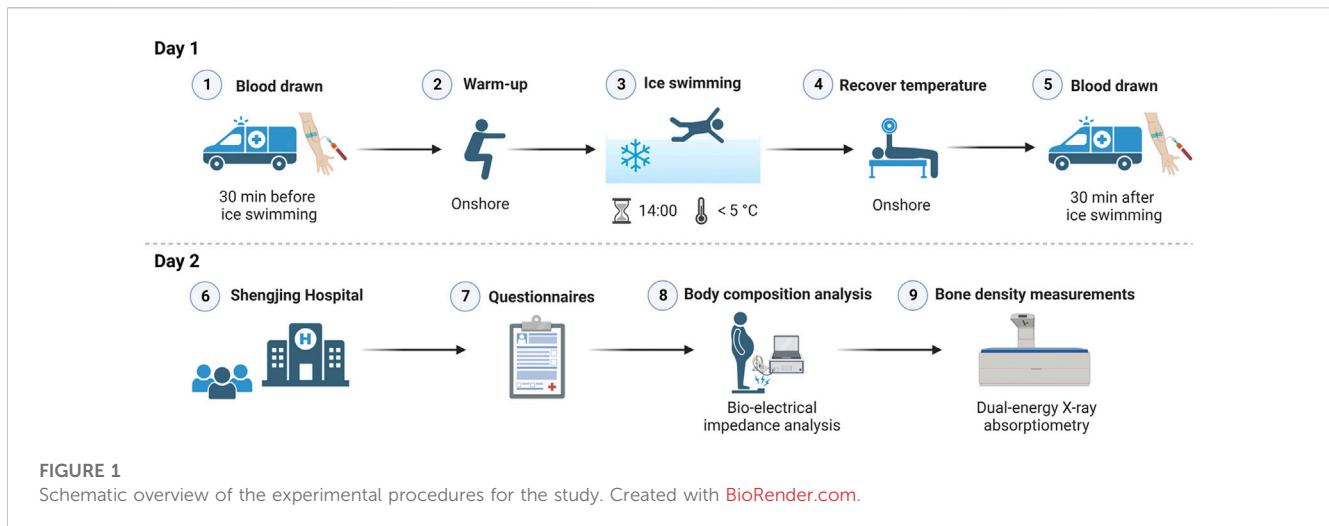 Day 1
1 Blood drawn
2 Warm-up
3 Ice swimming
4 Recover temperature
5 Blood drawn
30 min before
ice swimming
Onshore
14:00 < 5 °C
Onshore
30 min after
ice swimming
Day 2
6 Shengjing Hospital
7 Questionnaires
8 Body composition analysis
9 Bone density measurements
H
Bio-electrical
impedance analysis
Dual-energy X-ray
absorptiometry
FIGURE 1
Schematic overview of the experimental procedures for the study. Created with BioRender.com.